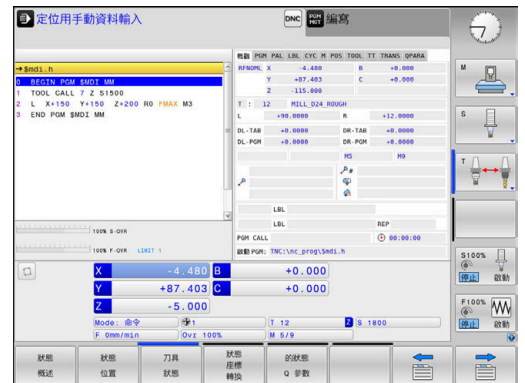 定位用手動資料輸入
DNC
PGM MGT
編寫
→$mdi.h
0 BEGIN PGM $MDI MM
1 TOOL CALL 7 Z S1500
2 L X+150 Y+150 Z+200 R0 FMAX M3
3 END PGM $MDI MM
概觀 PGM PAL LBL CYC M POS TOOL TT TRANS QPARA
RFNOML X -4.480 B +0.000
Y +87.403 C +0.000
Z -115.000
T : 12 MILL_D24_ROUGH
L +90.0000 R +12.0000
DL-TAB +0.0000 DR-TAB +0.0000
DL-PGM +0.0000 DR-PGM +0.0000
M5 M9
LBL
LBL REP
PGM CALL 00:00:00
啟動 PGM: TNC:\nc_prog\$mdi.h
100% S-OVR
100% F-OVR LIMIT 1
X -4.480 B +0.000
Y +87.403 C +0.000
Z -5.000
Mode: 命令 1 T 12 Z S 1800
F 0mm/min Ovr 100% M 5/9
M
S
T
S100%
停止 啟動
F100%
停止 啟動
狀態 概述
狀態 位置
刀具 狀態
狀態 座標 轉換
的狀態 Q 參數